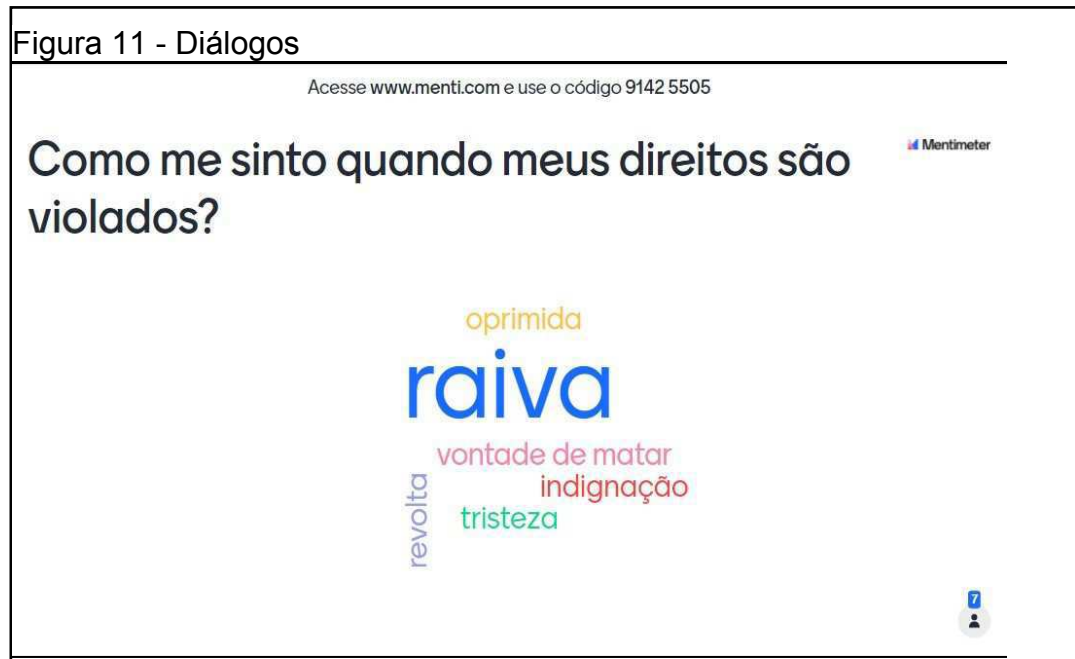 Figura 11 - Diálogos
Acesse www.menti.com e use o código 9142 5505
Como me sinto quando meus direitos são
violados?
Mentimeter
oprimida
raiva
vontade de matar
indignação
revolta
tristeza
7